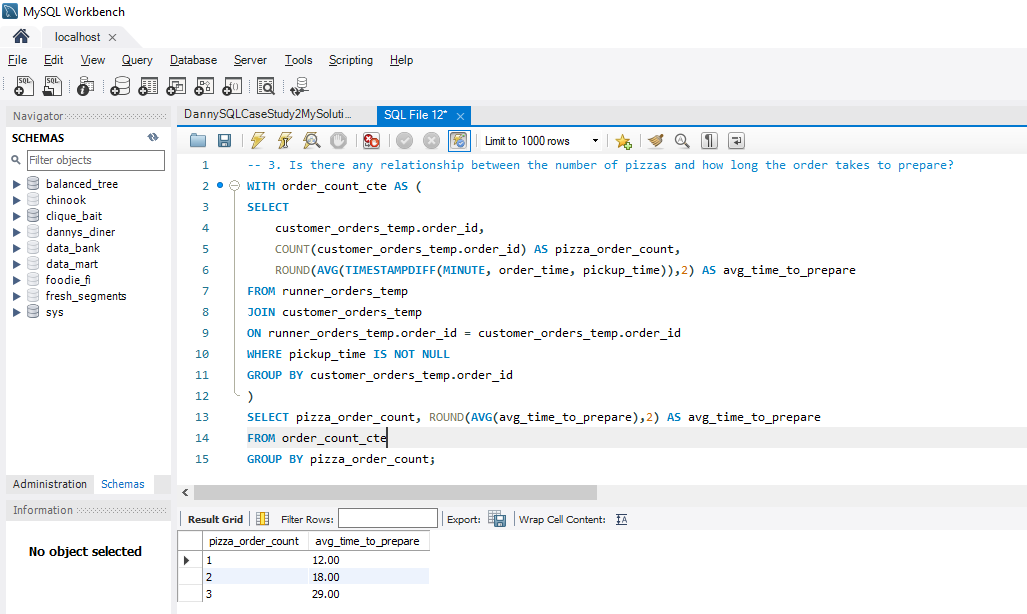 MySQL Workbench
localhost
File Edit View Query Database Server Tools Scripting Help
Navigator
SCHEMAS
Filter objects
balanced_tree
chinook
clique_bait
dannys_diner
data_bank
data_mart
foodie_fi
fresh_segments
sys
Administration Schemas
Information
No object selected
DannySQLCaseStudy2MySoluti... SQL File 12*
Limit to 1000 rows
1 -- 3. Is there any relationship between the number of pizzas and how long the order takes to prepare?
2 WITH order_count_cte AS (
3 SELECT
4 customer_orders_temp.order_id,
5 COUNT(customer_orders_temp.order_id) AS pizza_order_count,
6 ROUND(AVG(TIMESTAMPDIFF(MINUTE, order_time, pickup_time)),2) AS avg_time_to_prepare
7 FROM runner_orders_temp
8 JOIN customer_orders_temp
9 ON runner_orders_temp.order_id = customer_orders_temp.order_id
10 WHERE pickup_time IS NOT NULL
11 GROUP BY customer_orders_temp.order_id
12 )
13 SELECT pizza_order_count, ROUND(AVG(avg_time_to_prepare),2) AS avg_time_to_prepare
14 FROM order_count_cte
15 GROUP BY pizza_order_count;
Result Grid Filter Rows: Export: Wrap Cell Content:
pizza_order_count avg_time_to_prepare
1 12.00
2 18.00
3 29.00